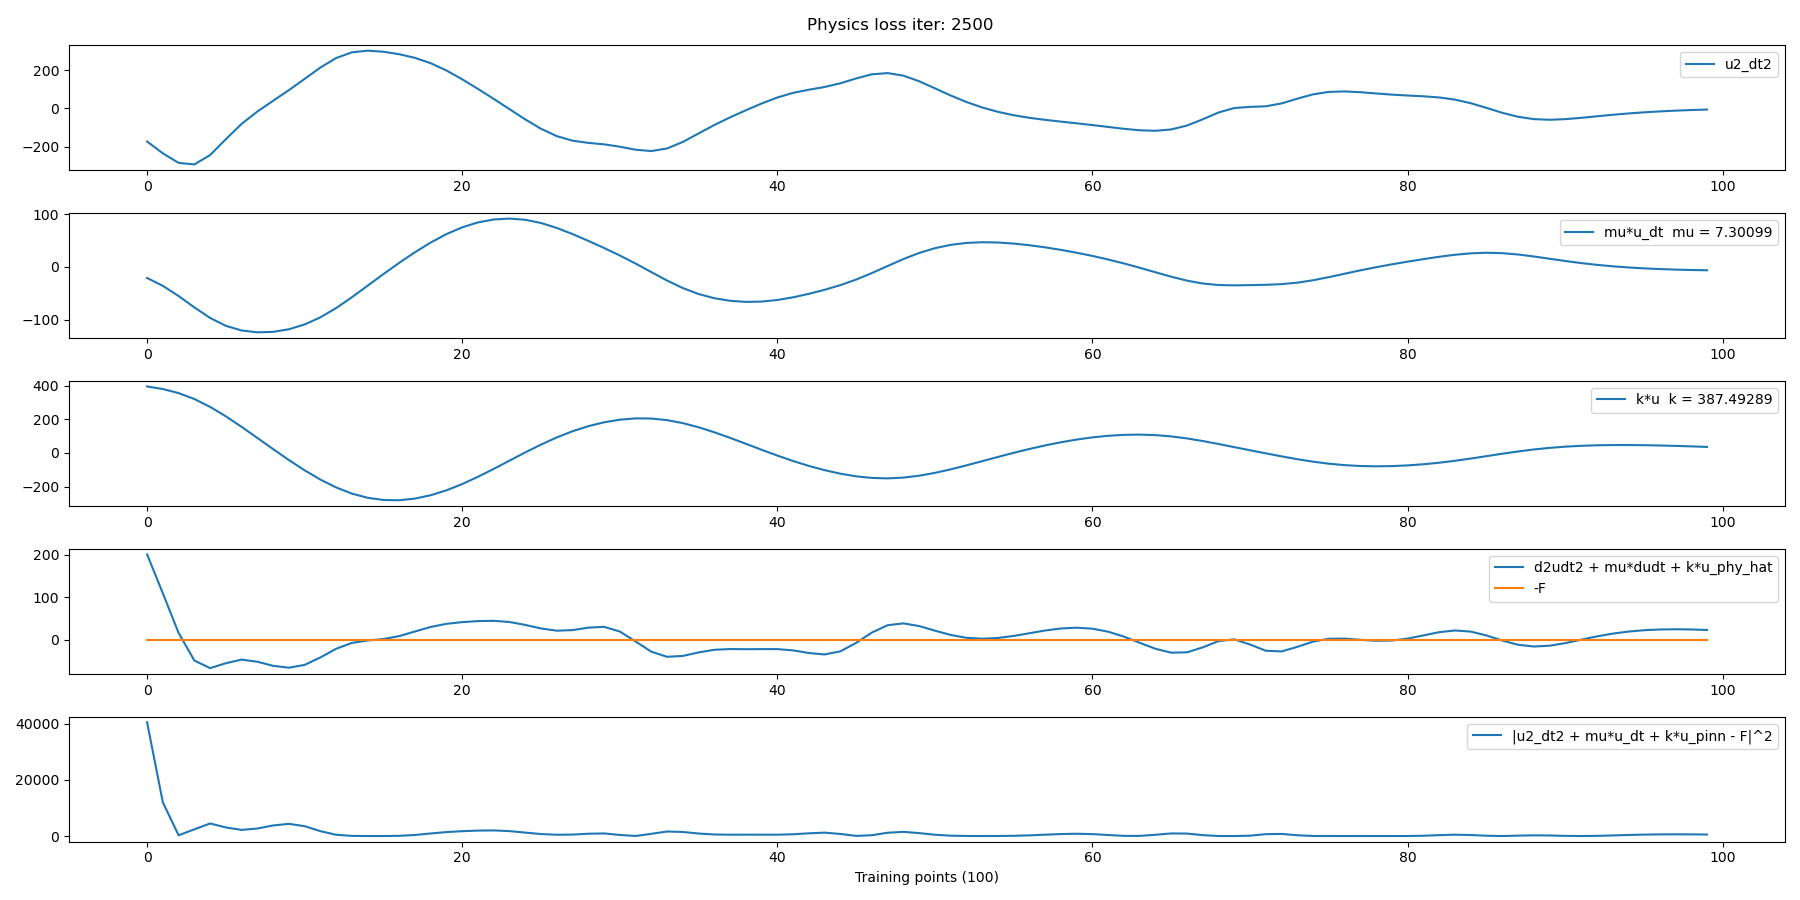 Physics loss iter: 2500
u2_dt2
200
0
−200
0 20 40 60 80 100
mu*u_dt  mu = 7.30099
100
0
−100
0 20 40 60 80 100
k*u  k = 387.49289
400
200
0
−200
0 20 40 60 80 100
d2udt2 + mu*dudt + k*u_phy_hat
-F
200
100
0
0 20 40 60 80 100
|u2_dt2 + mu*u_dt + k*u_pinn - F|^2
40000
20000
0
0 20 40 60 80 100
Training points (100)